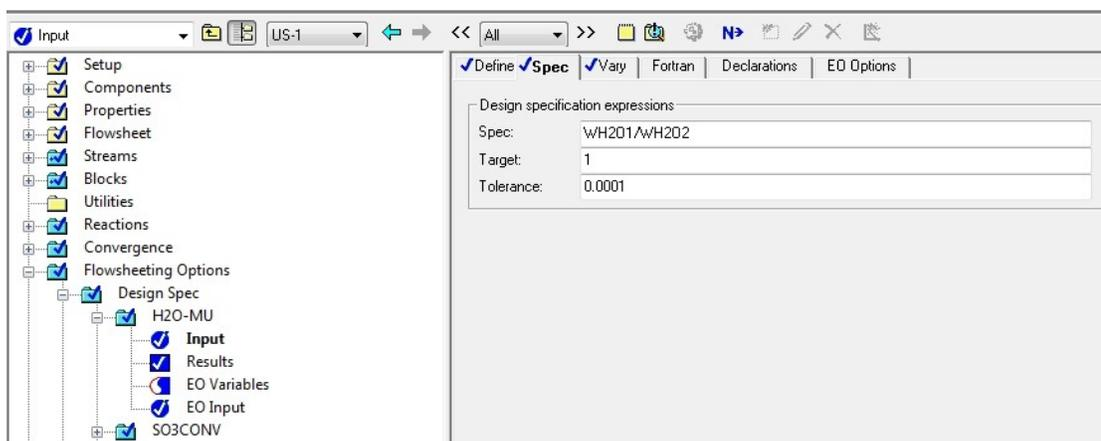 Input US-1 << All >> N>
Setup
Components
Properties
Flowsheet
Streams
Blocks
Utilities
Reactions
Convergence
Flowsheeting Options
Design Spec
H2O-MU
Input
Results
EO Variables
EO Input
SO3CONV
Define Spec Vary Fortran Declarations EO Options
Design specification expressions
Spec: WH2O1/WH2O2
Target: 1
Tolerance: 0.0001